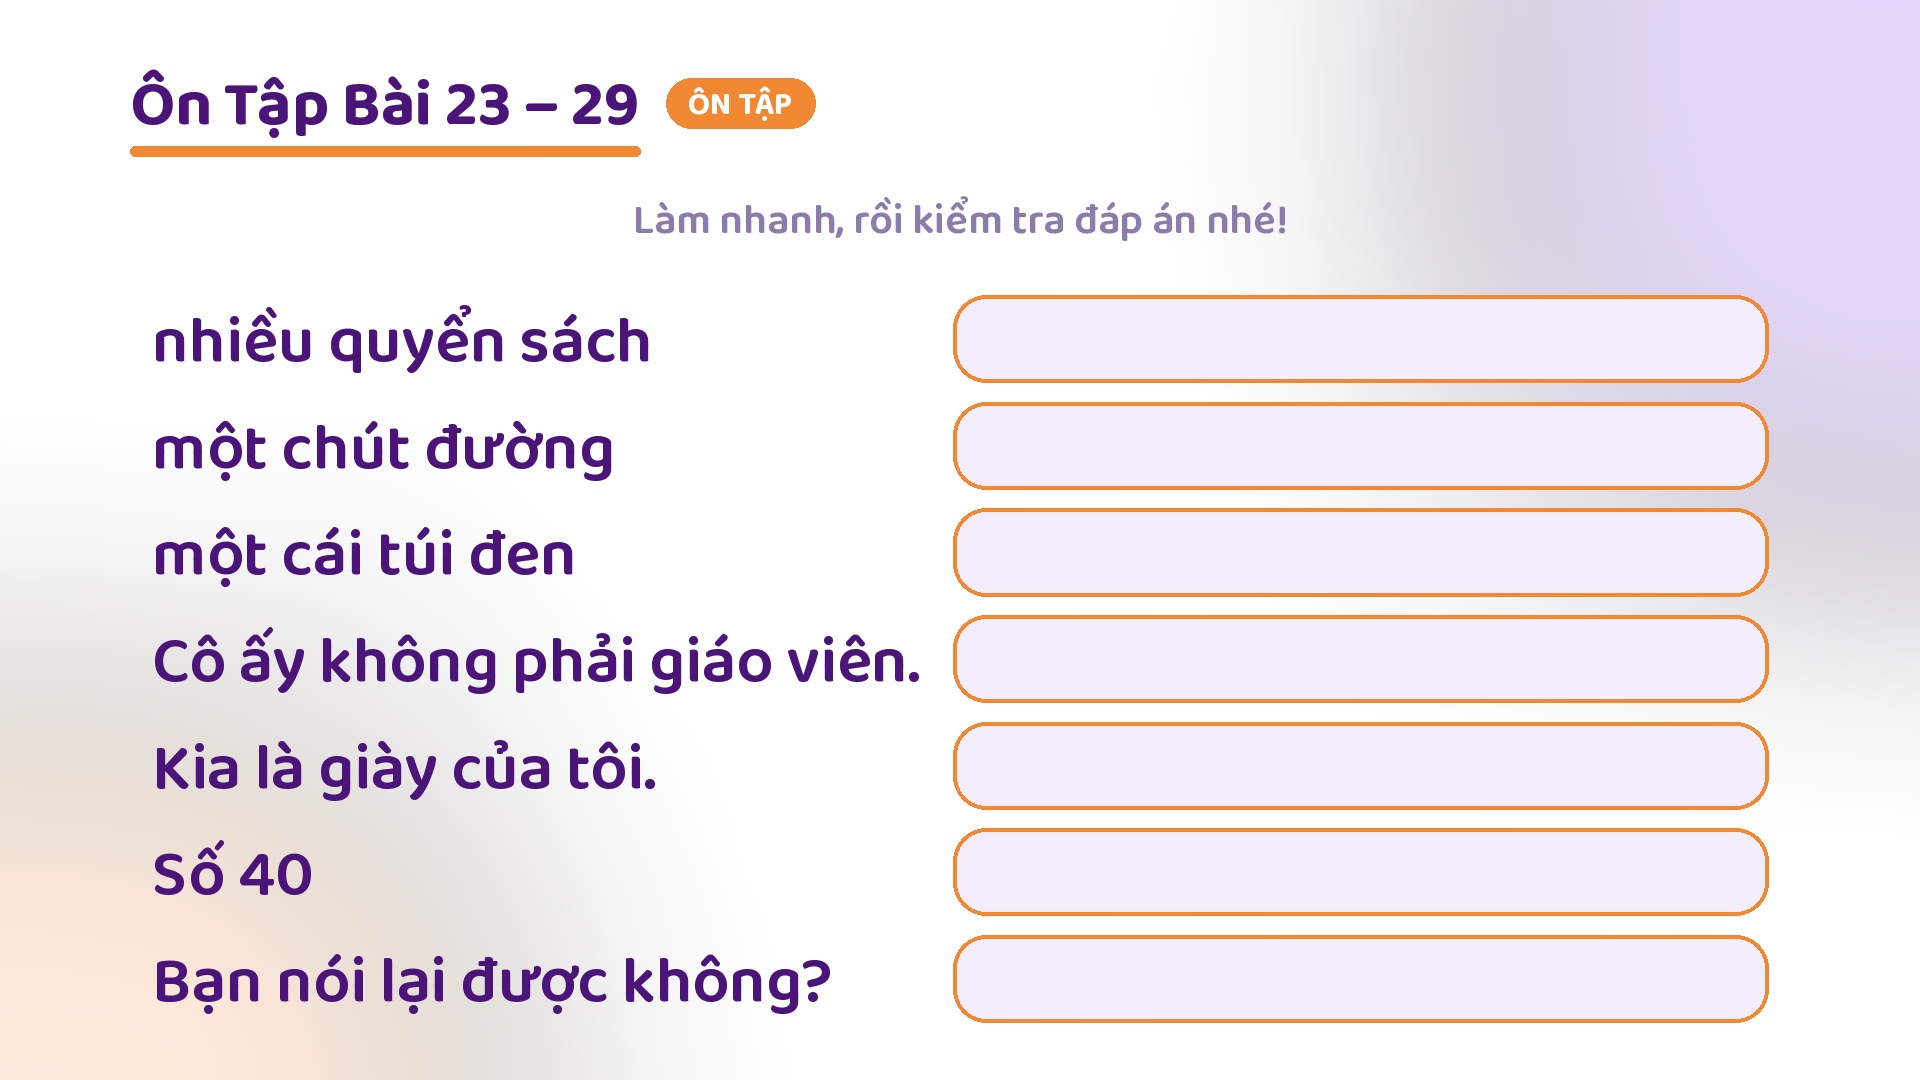 Ôn Tập Bài 23 – 29
ÔN TẬP
Làm nhanh, rồi kiểm tra đáp án nhé!
nhiều quyển sách
một chút đường
một cái túi đen
Cô ấy không phải giáo viên.
Kia là giày của tôi.
Số 40
Bạn nói lại được không?